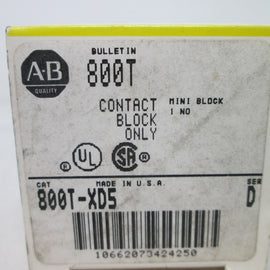 BULLETIN
A-B
QUALITY
800T
CONTACT
BLOCK
ONLY
MINI BLOCK
1 NO
UL
SA
CAT
MADE IN U.S.A.
SER
800T-XD5
D
10662073424250